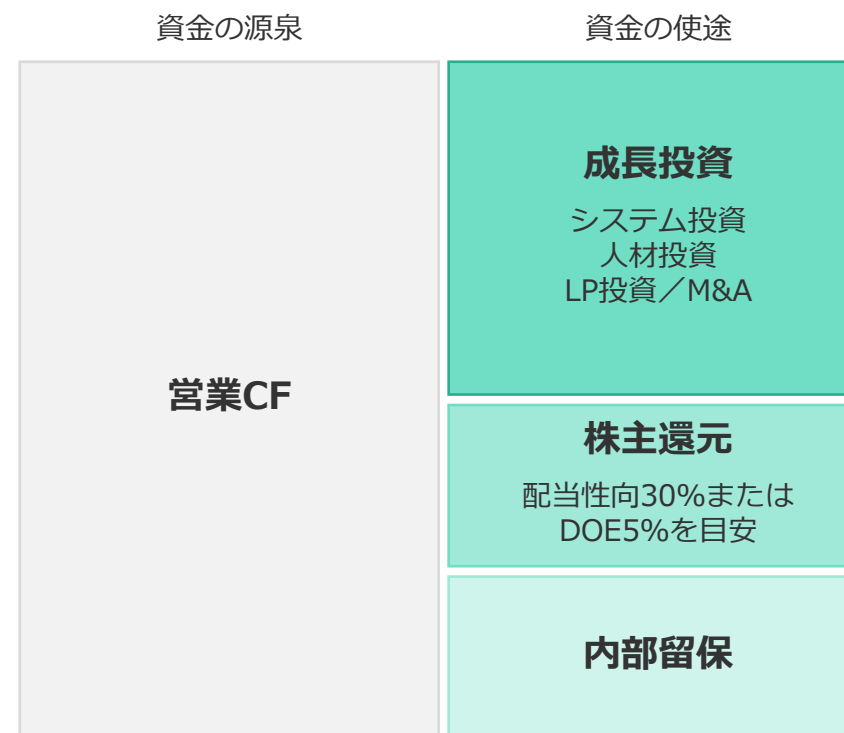 資金の源泉
資金の使途
営業CF
成長投資
システム投資
人材投資
LP投資／M&A
株主還元
配当性向30%または
DOE5%を目安
内部留保